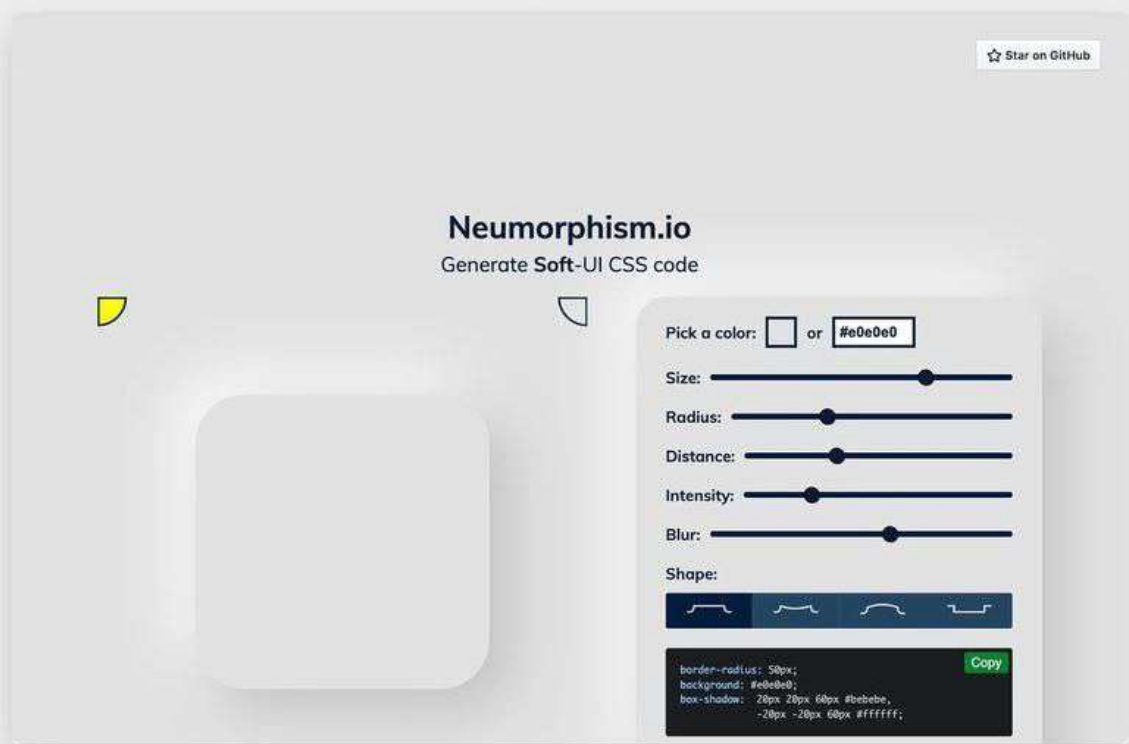 Star on GitHub
Neumorphism.io
Generate Soft-UI CSS code
Pick a color: or #e0e0e0
Size:
Radius:
Distance:
Intensity:
Blur:
Shape:
Copy
border-radius: 50px;
background: #e0e0e0;
box-shadow: 20px 20px 60px #bebebe,
-20px -20px 60px #ffffff;